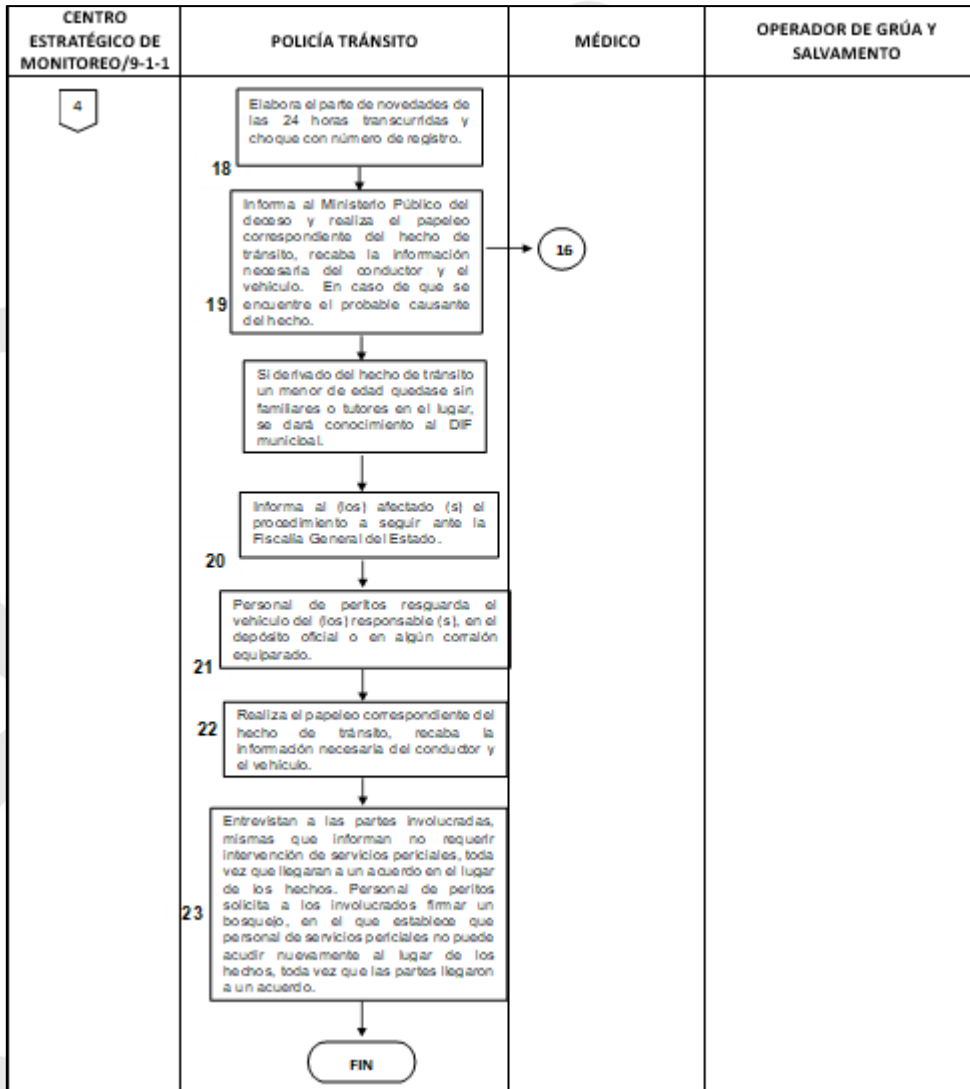 CENTRO
ESTRATÉGICO DE
MONITOREO/9-1-1
POLICÍA TRÁNSITO
MÉDICO
OPERADOR DE GRÚA Y
SALVAMENTO
4
Elabora el parte de novedades de
las 24 horas transcurridas y
choque con número de registro.
18
Informa al Ministerio Público del
deceso y realiza el papeleo
correspondiente del hecho de
tránsito, recaba la información
necesaria del conductor y el
vehículo. En caso de que se
encuentre el probable causante
del hecho.
19
16
Si derivado del hecho de tránsito
un menor de edad quedase sin
familiares o tutores en el lugar,
se dará conocimiento al DIF
municipal.
Informa al (los) afectado (s) el
procedimiento a seguir ante la
Fiscalía General del Estado.
20
Personal de peritos resguarda el
vehículo del (los) responsable (s), en el
depósito oficial o en algún corralón
equiparado.
21
Realiza el papeleo correspondiente del
hecho de tránsito, recaba la
información necesaria del conductor y
el vehículo.
22
Entrevistan a las partes involucradas,
mismas que informan no requerir
intervención de servicios periciales, toda
vez que llegaran a un acuerdo en el lugar
de los hechos. Personal de peritos
solicita a los involucrados firmar un
bosquejo, en el que establece que
personal de servicios periciales no puede
acudir nuevamente al lugar de los
hechos, toda vez que las partes llegaron
a un acuerdo.
23
FIN